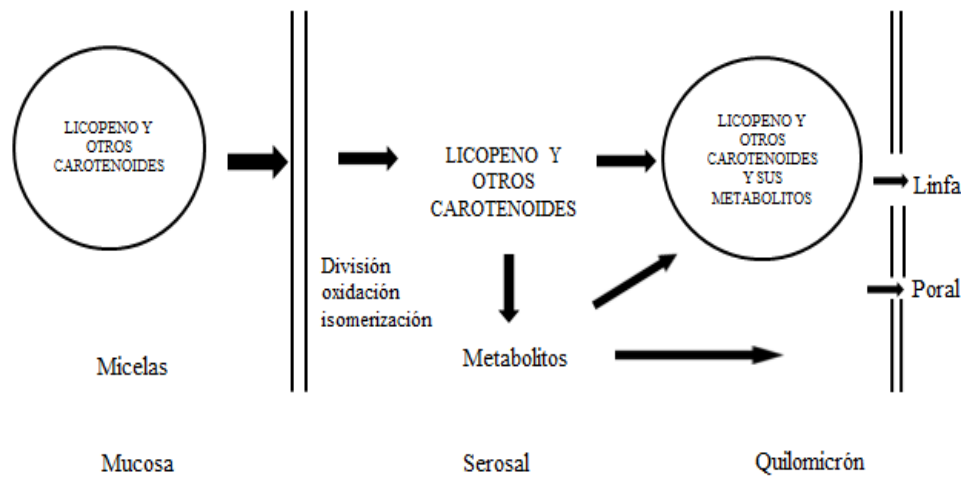 LICOPENO Y
OTROS
CAROTENOIDES
LICOPENO Y
OTROS
CAROTENOIDES
LICOPENO Y
OTROS
CAROTENOIDES
Y SUS
METABOLITOS
Linfa
Poral
División
oxidación
isomerización
Micelas
Metabolitos
Mucosa
Serosal
Quilomicrón